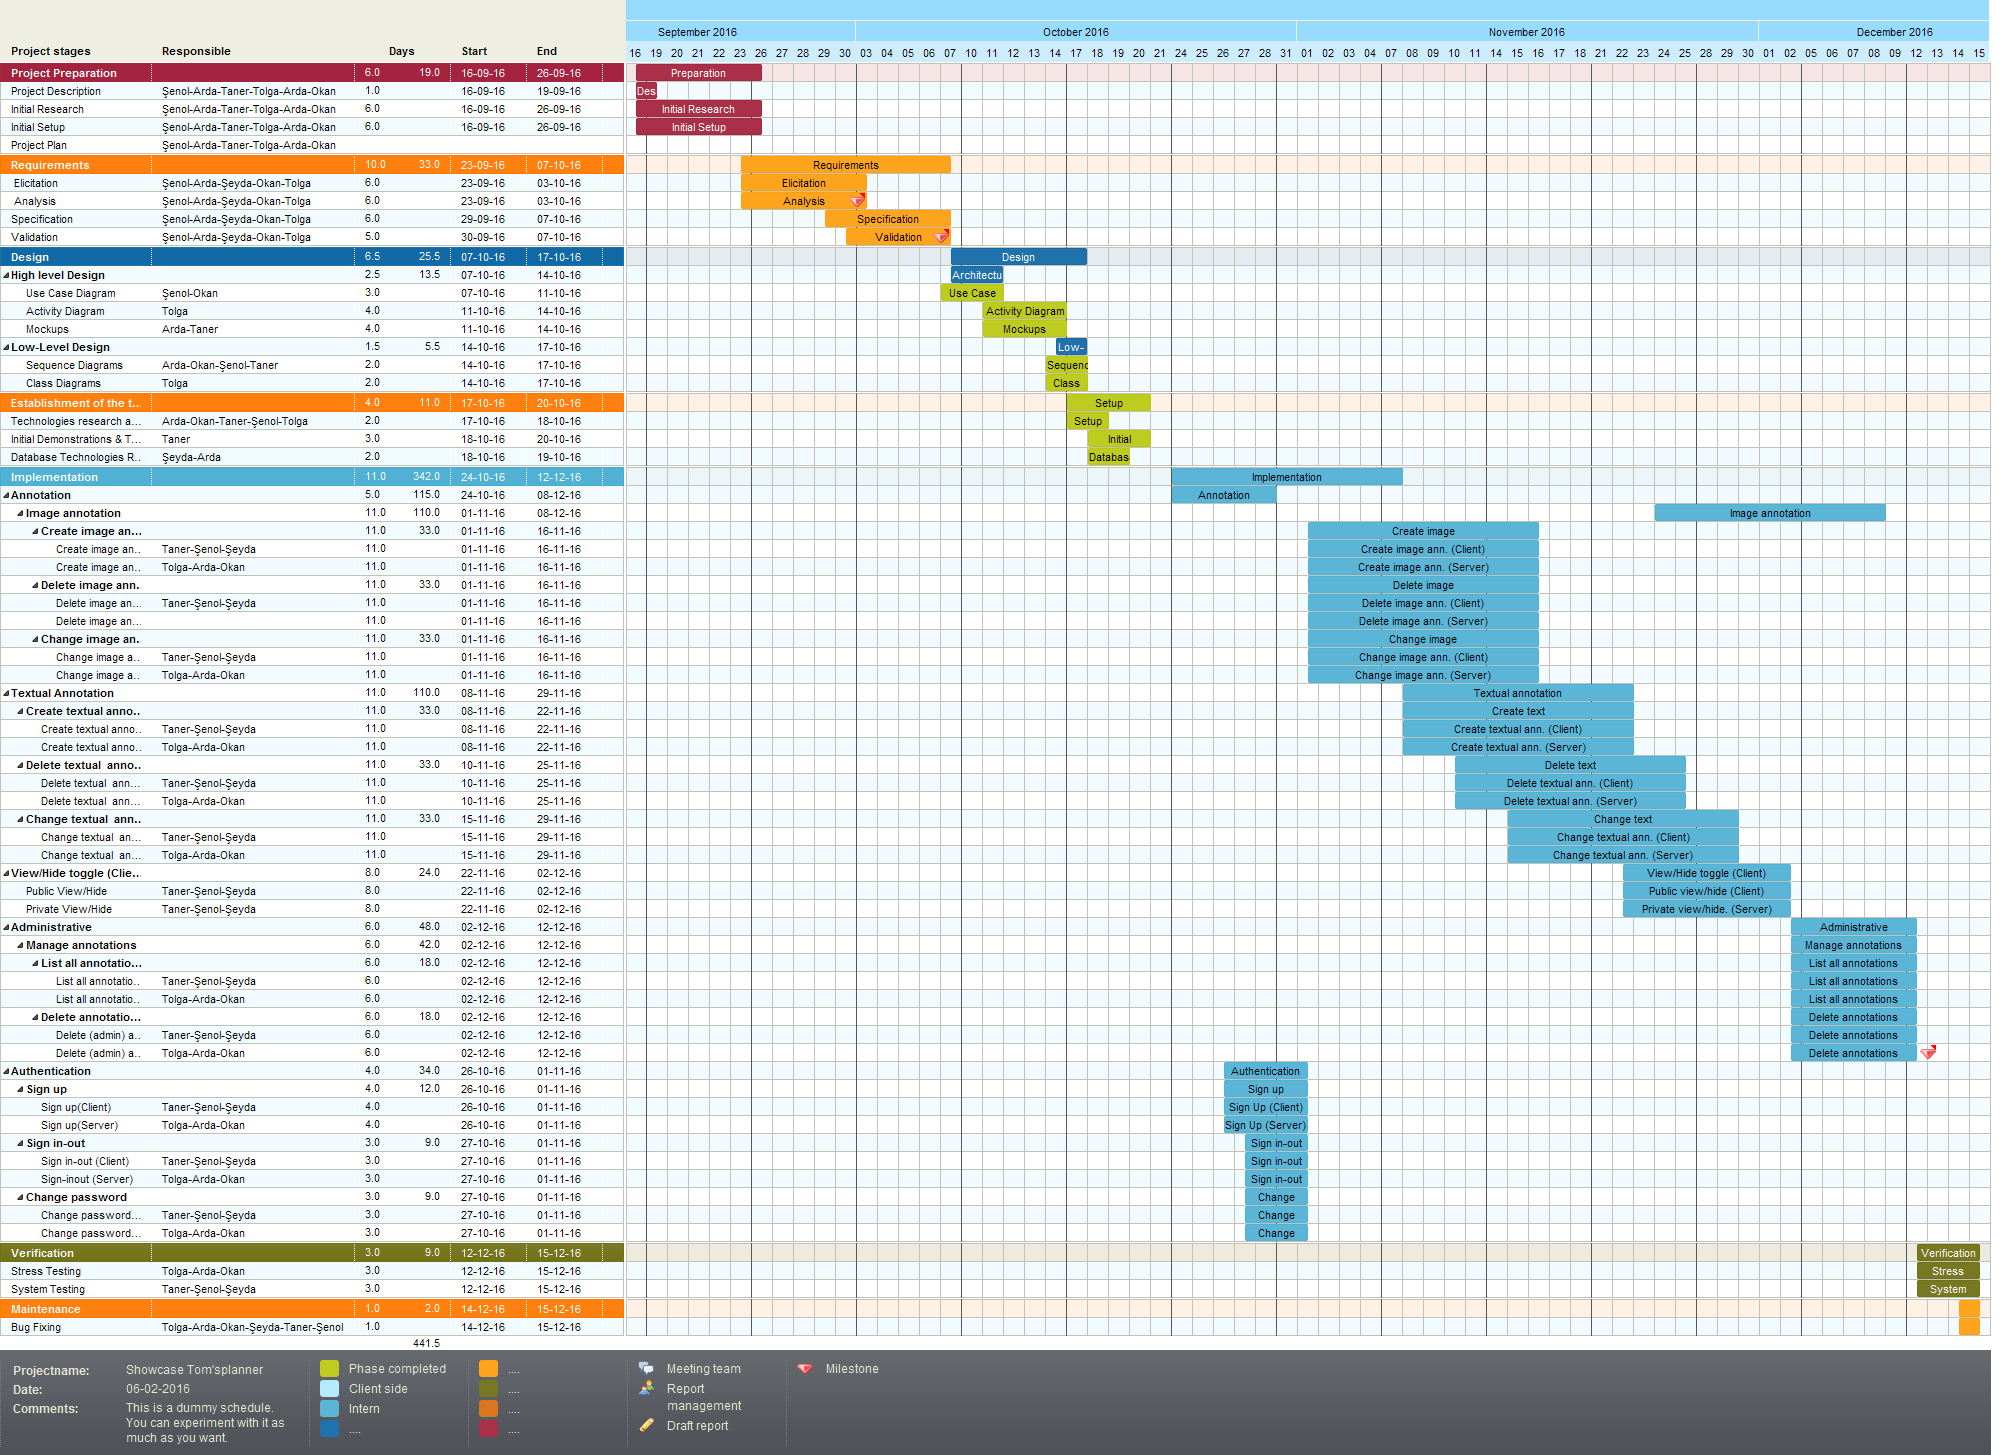 September 2016 October 2016 November 2016 December 2016
Project stages Responsible Days Start End 16 19 20 21 22 23 26 27 28 29 30 03 04 05 06 07 10 11 12 13 14 17 18 19 20 21 24 25 26 27 28 31 01 02 03 04 07 08 09 10 11 14 15 16 17 18 21 22 23 24 25 28 29 30 01 02 05 06 07 08 09 12 13 14 15
Project Preparation 6.0 19.0 16-09-16 26-09-16 Preparation
Project Description Şenol-Arda-Taner-Tolga-Arda-Okan 1.0 16-09-16 19-09-16 Des
Initial Research Şenol-Arda-Taner-Tolga-Arda-Okan 6.0 16-09-16 26-09-16 Initial Research
Initial Setup Şenol-Arda-Taner-Tolga-Arda-Okan 6.0 16-09-16 26-09-16 Initial Setup
Project Plan Şenol-Arda-Taner-Tolga-Arda-Okan
Requirements 10.0 33.0 23-09-16 07-10-16 Requirements
Elicitation Şenol-Arda-Şeyda-Okan-Tolga 6.0 23-09-16 03-10-16 Elicitation
Analysis Şenol-Arda-Şeyda-Okan-Tolga 6.0 23-09-16 03-10-16 Analysis
Specification Şenol-Arda-Şeyda-Okan-Tolga 6.0 29-09-16 07-10-16 Specification
Validation Şenol-Arda-Şeyda-Okan-Tolga 5.0 30-09-16 07-10-16 Validation
Design 6.5 25.5 07-10-16 17-10-16 Design
High level Design 2.5 13.5 07-10-16 14-10-16 Architectu
Use Case Diagram Şenol-Okan 3.0 07-10-16 11-10-16 Use Case
Activity Diagram Tolga 4.0 11-10-16 14-10-16 Activity Diagram
Mockups Arda-Taner 4.0 11-10-16 14-10-16 Mockups
Low-Level Design 1.5 5.5 14-10-16 17-10-16 Low-
Sequence Diagrams Arda-Okan-Şenol-Taner 2.0 14-10-16 17-10-16 Sequenc
Class Diagrams Tolga 2.0 14-10-16 17-10-16 Class
Establishment of the t... 4.0 11.0 17-10-16 20-10-16 Setup
Technologies research a... Arda-Okan-Taner-Şenol-Tolga 2.0 17-10-16 18-10-16 Setup
Initial Demonstrations & T... Taner 3.0 18-10-16 20-10-16 Initial
Database Technologies R.. Şeyda-Arda 2.0 18-10-16 19-10-16 Databas
Implementation 11.0 342.0 24-10-16 12-12-16 Implementation
Annotation 5.0 115.0 24-10-16 08-12-16 Annotation
Image annotation 11.0 110.0 01-11-16 08-12-16 Image annotation
Create image an... 11.0 33.0 01-11-16 16-11-16 Create image
Create image an.. Taner-Şenol-Şeyda 11.0 01-11-16 16-11-16 Create image ann. (Client)
Create image an.. Tolga-Arda-Okan 11.0 01-11-16 16-11-16 Create image ann. (Server)
Delete image ann. 11.0 33.0 01-11-16 16-11-16 Delete image
Delete image an... Taner-Şenol-Şeyda 11.0 01-11-16 16-11-16 Delete image ann. (Client)
Delete image an... 11.0 01-11-16 16-11-16 Delete image ann. (Server)
Change image an. 11.0 33.0 01-11-16 16-11-16 Change image
Change image a.. Taner-Şenol-Şeyda 11.0 01-11-16 16-11-16 Change image ann. (Client)
Change image a.. Tolga-Arda-Okan 11.0 01-11-16 16-11-16 Change image ann. (Server)
Textual Annotation 11.0 110.0 08-11-16 29-11-16 Textual annotation
Create textual anno.. 11.0 33.0 08-11-16 22-11-16 Create text
Create textual anno.. Taner-Şenol-Şeyda 11.0 08-11-16 22-11-16 Create textual ann. (Client)
Create textual anno.. Tolga-Arda-Okan 11.0 08-11-16 22-11-16 Create textual ann. (Server)
Delete textual anno.. 11.0 33.0 10-11-16 25-11-16 Delete text
Delete textual ann... Taner-Şenol-Şeyda 11.0 10-11-16 25-11-16 Delete textual ann. (Client)
Delete textual ann... Tolga-Arda-Okan 11.0 10-11-16 25-11-16 Delete textual ann. (Server)
Change textual ann.. 11.0 33.0 15-11-16 29-11-16 Change text
Change textual an... Taner-Şenol-Şeyda 11.0 15-11-16 29-11-16 Change textual ann. (Client)
Change textual an... Tolga-Arda-Okan 11.0 15-11-16 29-11-16 Change textual ann. (Server)
View/Hide toggle (Clie... 8.0 24.0 22-11-16 02-12-16 View/Hide toggle (Client)
Public View/Hide Taner-Şenol-Şeyda 8.0 22-11-16 02-12-16 Public view/hide (Client)
Private View/Hide Taner-Şenol-Şeyda 8.0 22-11-16 02-12-16 Private view/hide. (Server)
Administrative 6.0 48.0 02-12-16 12-12-16 Administrative
Manage annotations 6.0 42.0 02-12-16 12-12-16 Manage annotations
List all annotatio... 6.0 18.0 02-12-16 12-12-16 List all annotations
List all annotatio.. Taner-Şenol-Şeyda 6.0 02-12-16 12-12-16 List all annotations
List all annotatio.. Tolga-Arda-Okan 6.0 02-12-16 12-12-16 List all annotations
Delete annotatio... 6.0 18.0 02-12-16 12-12-16 Delete annotations
Delete (admin) a.. Taner-Şenol-Şeyda 6.0 02-12-16 12-12-16 Delete annotations
Delete (admin) a.. Tolga-Arda-Okan 6.0 02-12-16 12-12-16 Delete annotations
Authentication 4.0 34.0 26-10-16 01-11-16 Authentication
Sign up 4.0 12.0 26-10-16 01-11-16 Sign up
Sign up(Client) Taner-Şenol-Şeyda 4.0 26-10-16 01-11-16 Sign Up (Client)
Sign up(Server) Tolga-Arda-Okan 4.0 26-10-16 01-11-16 Sign Up (Server)
Sign in-out 3.0 9.0 27-10-16 01-11-16 Sign in-out
Sign in-out (Client) Taner-Şenol-Şeyda 3.0 27-10-16 01-11-16 Sign in-out
Sign-inout (Server) Tolga-Arda-Okan 3.0 27-10-16 01-11-16 Sign in-out
Change password 3.0 9.0 27-10-16 01-11-16 Change
Change password... Taner-Şenol-Şeyda 3.0 27-10-16 01-11-16 Change
Change password... Tolga-Arda-Okan 3.0 27-10-16 01-11-16 Change
Verification 3.0 9.0 12-12-16 15-12-16 Verification
Stress Testing Tolga-Arda-Okan 3.0 12-12-16 15-12-16 Stress
System Testing Taner-Şenol-Şeyda 3.0 12-12-16 15-12-16 System
Maintenance 1.0 2.0 14-12-16 15-12-16
Bug Fixing Tolga-Arda-Okan-Şeyda-Taner-Şenol 1.0 14-12-16 15-12-16
441.5
Projectname: Showcase Tom'splanner
Date: 06-02-2016
Comments: This is a dummy schedule.
You can experiment with it as
much as you want.
Phase completed
Client side
Intern
....
....
....
....
....
Meeting team
Report
management
Draft report
Milestone